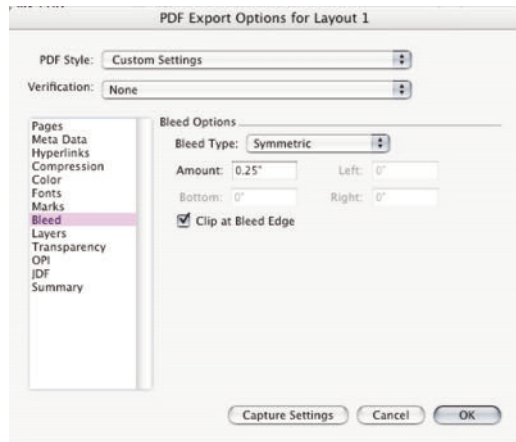 PDF Export Options for Layout 1
PDF Style: Custom Settings
Verification: None
Pages
Meta Data
Hyperlinks
Compression
Color
Fonts
Marks
Bleed
Layers
Transparency
OPI
JDF
Summary
Bleed Options
Bleed Type: Symmetric
Amount: 0.25" Left: 0"
Bottom: 0" Right: 0"
Clip at Bleed Edge
Capture Settings Cancel OK